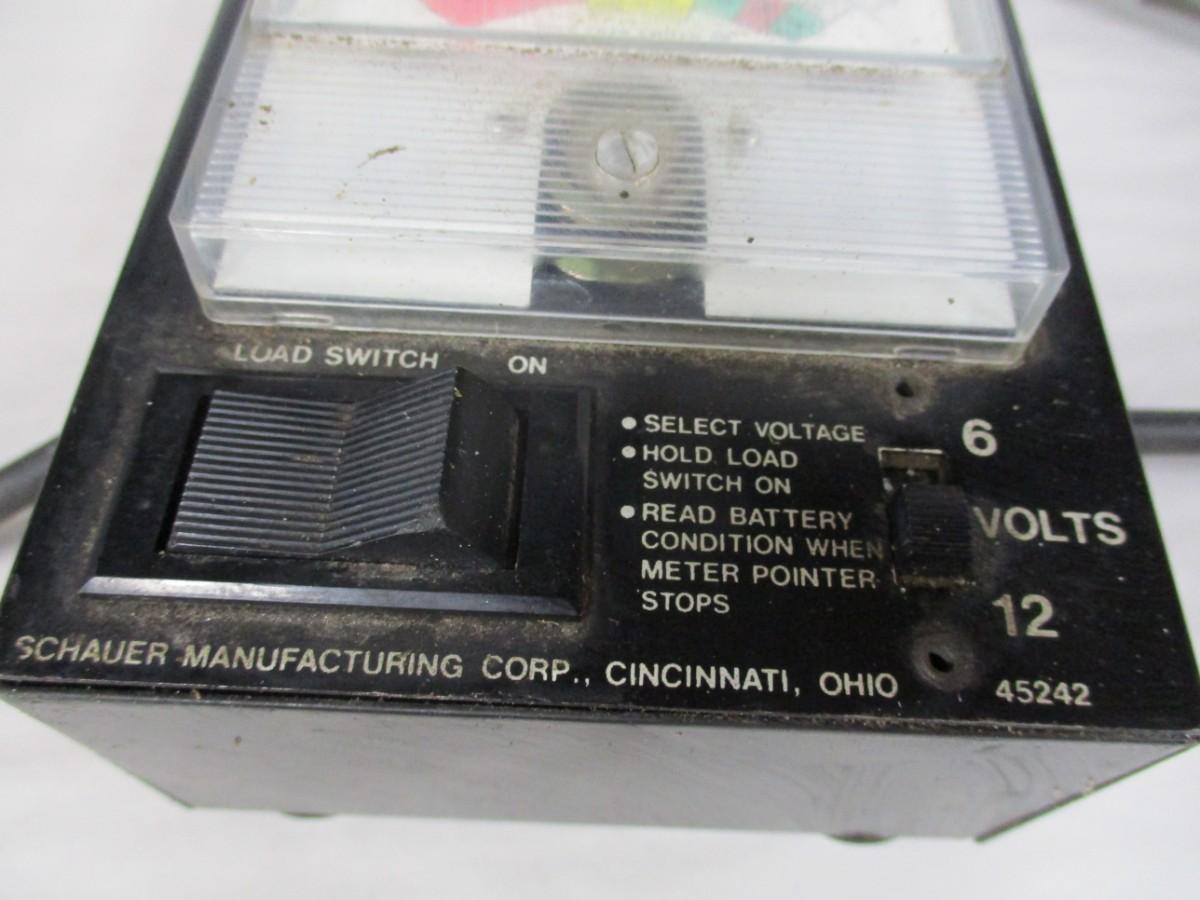 LOAD SWITCH ON
● SELECT VOLTAGE
● HOLD LOAD
SWITCH ON
● READ BATTERY
CONDITION WHEN
METER POINTER
STOPS
6
VOLTS
12
SCHAUER MANUFACTURING CORP., CINCINNATI, OHIO 45242